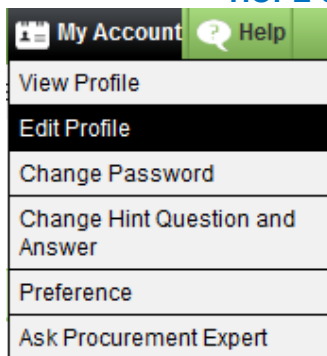 My Account Help
View Profile
Edit Profile
Change Password
Change Hint Question and
Answer
Preference
Ask Procurement Expert